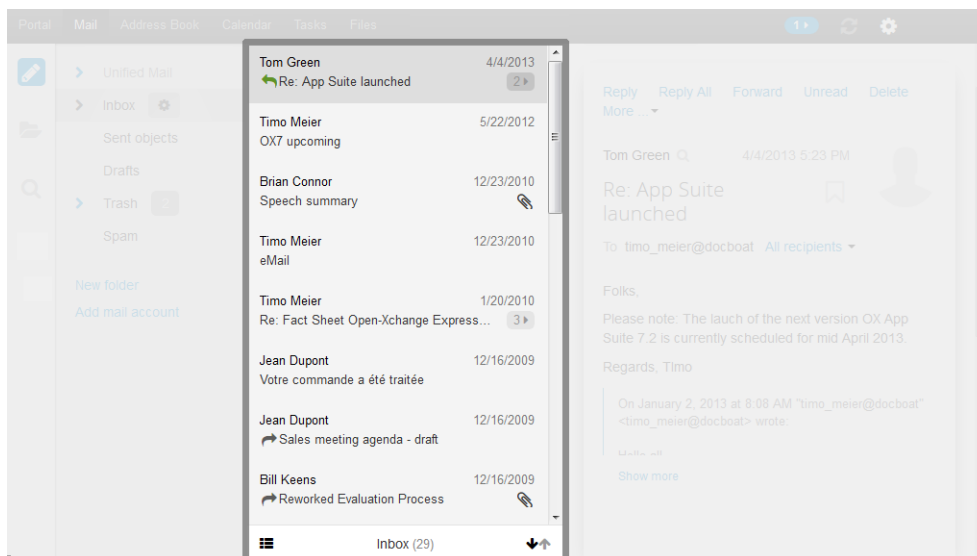 Portal Mail Address Book Calendar Tasks Files 1
Unified Mail
Inbox
Sent objects
Drafts
Trash 2
Spam
New folder
Add mail account
Tom Green 4/4/2013
Re: App Suite launched 2
Timo Meier 5/22/2012
OX7 upcoming
Brian Connor 12/23/2010
Speech summary
Timo Meier 12/23/2010
eMail
Timo Meier 1/20/2010
Re: Fact Sheet Open-Xchange Express... 3
Jean Dupont 12/16/2009
Votre commande a été traitée
Jean Dupont 12/16/2009
Sales meeting agenda - draft
Bill Keens 12/16/2009
Reworked Evaluation Process
Inbox (29)
Reply Reply All Forward Unread Delete
More ...
Tom Green 4/4/2013 5:23 PM
Re: App Suite
launched
To timo_meier@docboat All recipients
Folks,
Please note: The lauch of the next version OX App
Suite 7.2 is currently scheduled for mid April 2013.
Regards, Timo
On January 2, 2013 at 8:08 AM "timo_meier@docboat"
<timo_meier@docboat> wrote:
Hello all
Show more